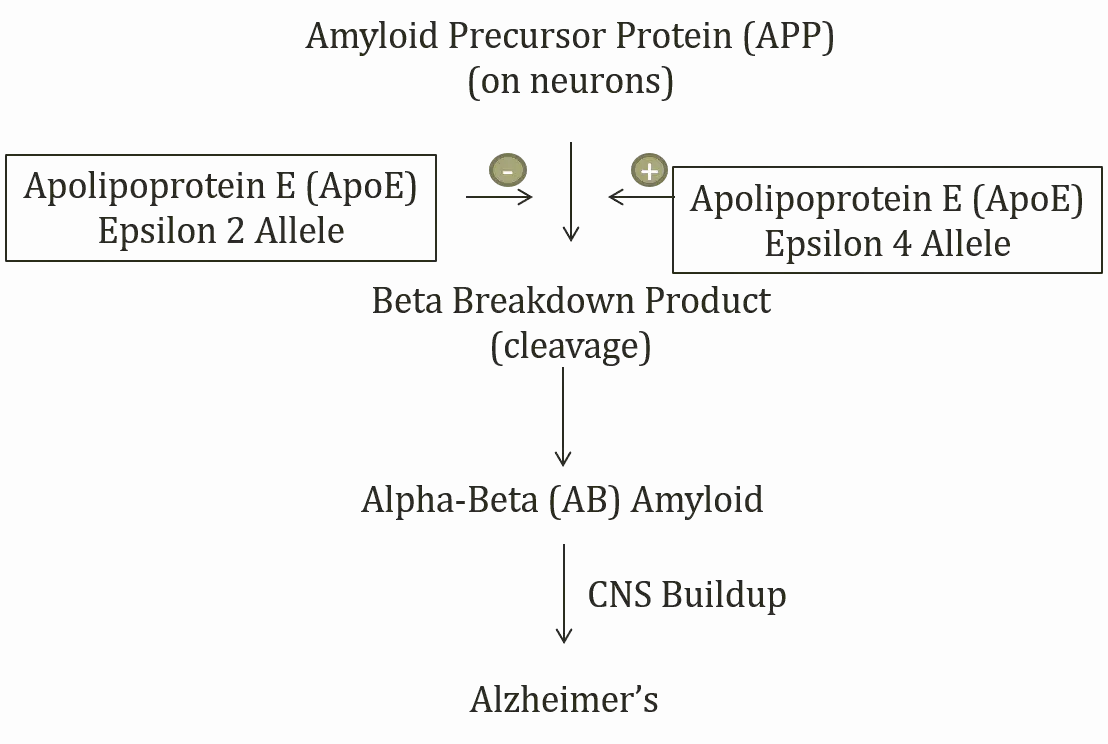 Amyloid Precursor Protein (APP)
(on neurons)
-
+
Apolipoprotein E (ApoE)
Epsilon 2 Allele
Apolipoprotein E (ApoE)
Epsilon 4 Allele
Beta Breakdown Product
(cleavage)
Alpha-Beta (AB) Amyloid
CNS Buildup
Alzheimer’s